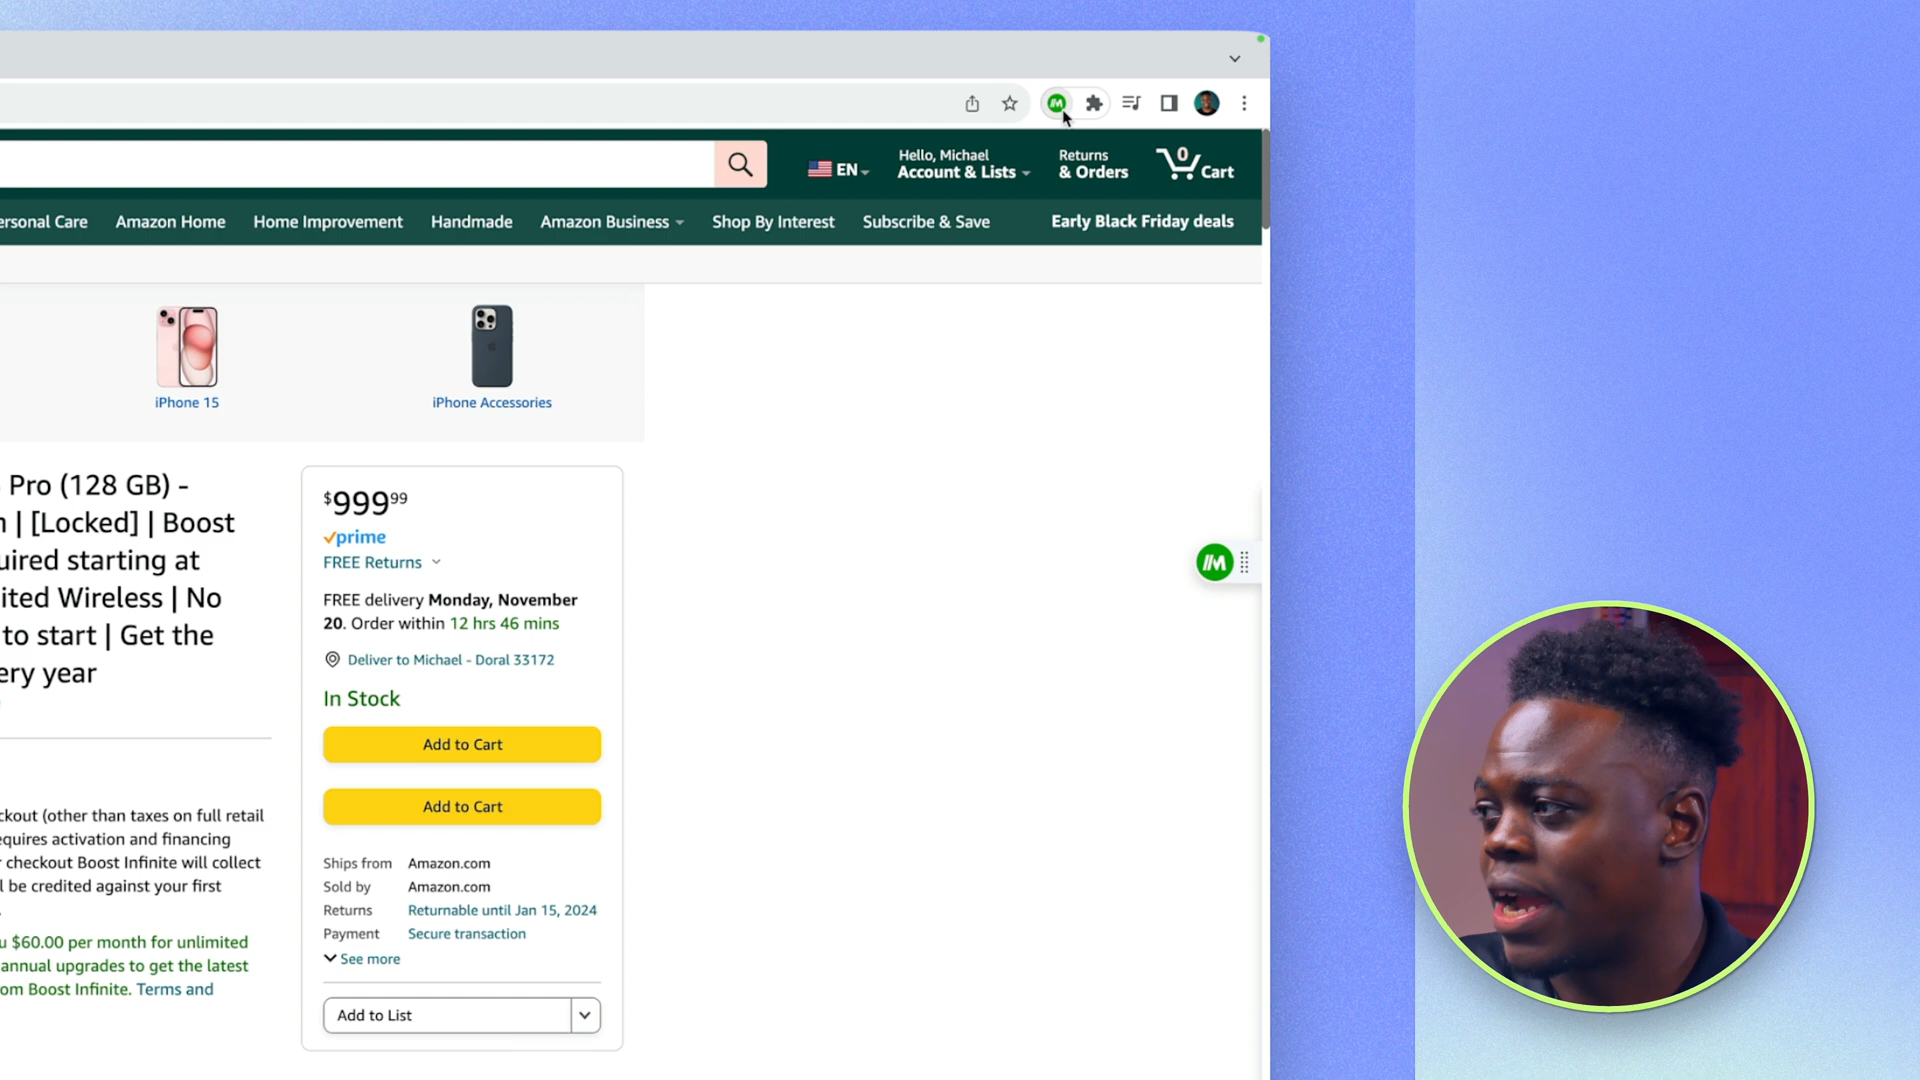 EN
Hello, Michael
Account & Lists
Returns
& Orders
0
Cart
ersonal Care
Amazon Home
Home Improvement
Handmade
Amazon Business
Shop By Interest
Subscribe & Save
Early Black Friday deals
iPhone 15
iPhone Accessories
Pro (128 GB) -
| [Locked] | Boost
uired starting at
ited Wireless | No
to start | Get the
ery year
$999 99
prime
FREE Returns
FREE delivery Monday, November
20. Order within 12 hrs 46 mins
Deliver to Michael - Doral 33172
In Stock
Add to Cart
Add to Cart
Ships from Amazon.com
Sold by Amazon.com
Returns Returnable until Jan 15, 2024
Payment Secure transaction
See more
Add to List
ckout (other than taxes on full retail
equires activation and financing
checkout Boost Infinite will collect
l be credited against your first
u $60.00 per month for unlimited
annual upgrades to get the latest
om Boost Infinite. Terms and